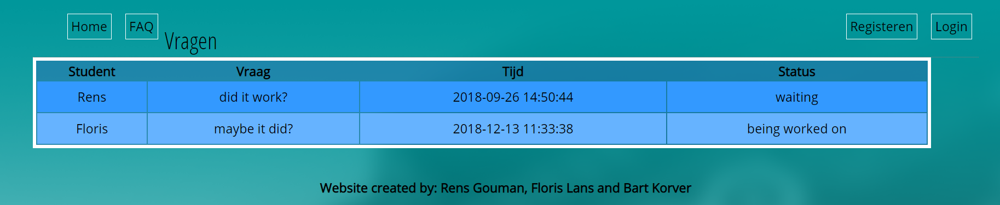 Home FAQ Registeren Login
Vragen
Student Vraag Tijd Status
Rens did it work? 2018-09-26 14:50:44 waiting
Floris maybe it did? 2018-12-13 11:33:38 being worked on
Website created by: Rens Gouman, Floris Lans and Bart Korver